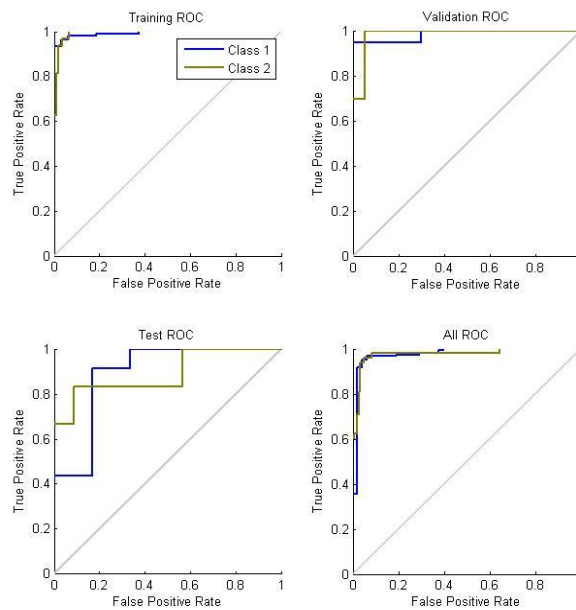 Training ROC
1
0.8
0.6
0.4
0.2
0
True Positive Rate
Class 1
Class 2
0 0.2 0.4 0.6 0.8 1
False Positive Rate
Validation ROC
1
0.8
0.6
0.4
0.2
0
True Positive Rate
0 0.2 0.4 0.6 0.8
False Positive Rate
Test ROC
1
0.8
0.6
0.4
0.2
0
True Positive Rate
0 0.2 0.4 0.6 0.8 1
False Positive Rate
All ROC
1
0.8
0.6
0.4
0.2
0
True Positive Rate
0 0.2 0.4 0.6 0.8
False Positive Rate